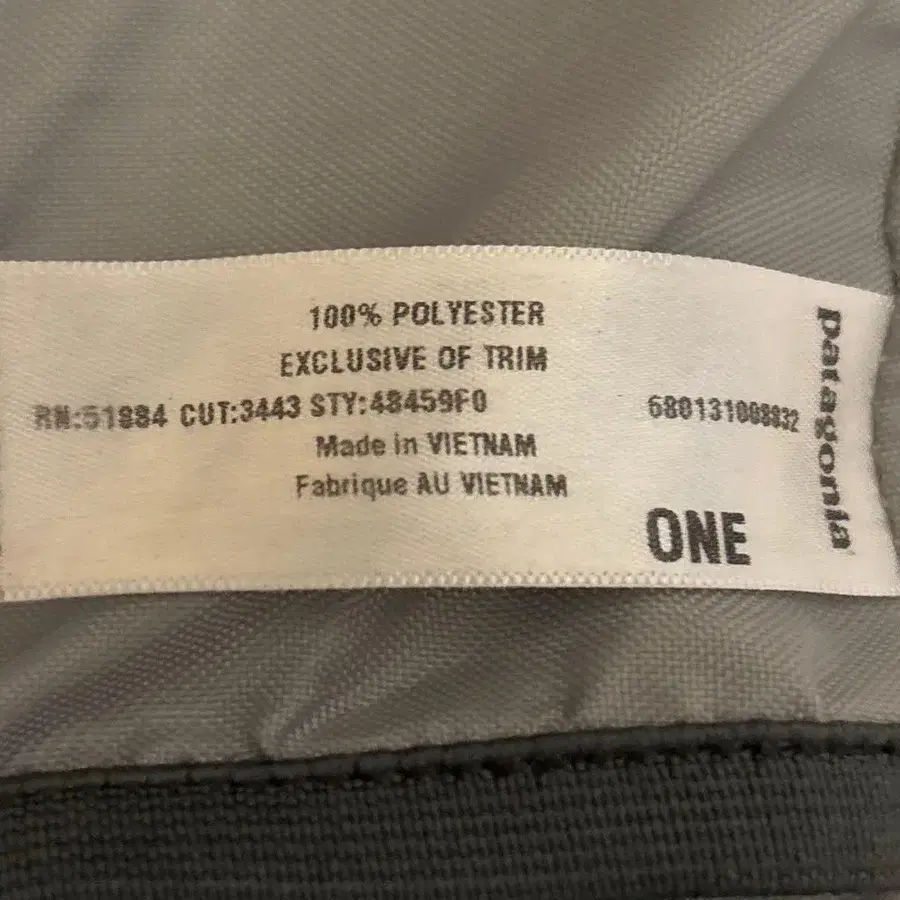 100% POLYESTER
EXCLUSIVE OF TRIM
RN:51884 CUT:3443 STY:48459F0
Made in VIETNAM
Fabrique AU VIETNAM
680131008832
ONE
patagonia